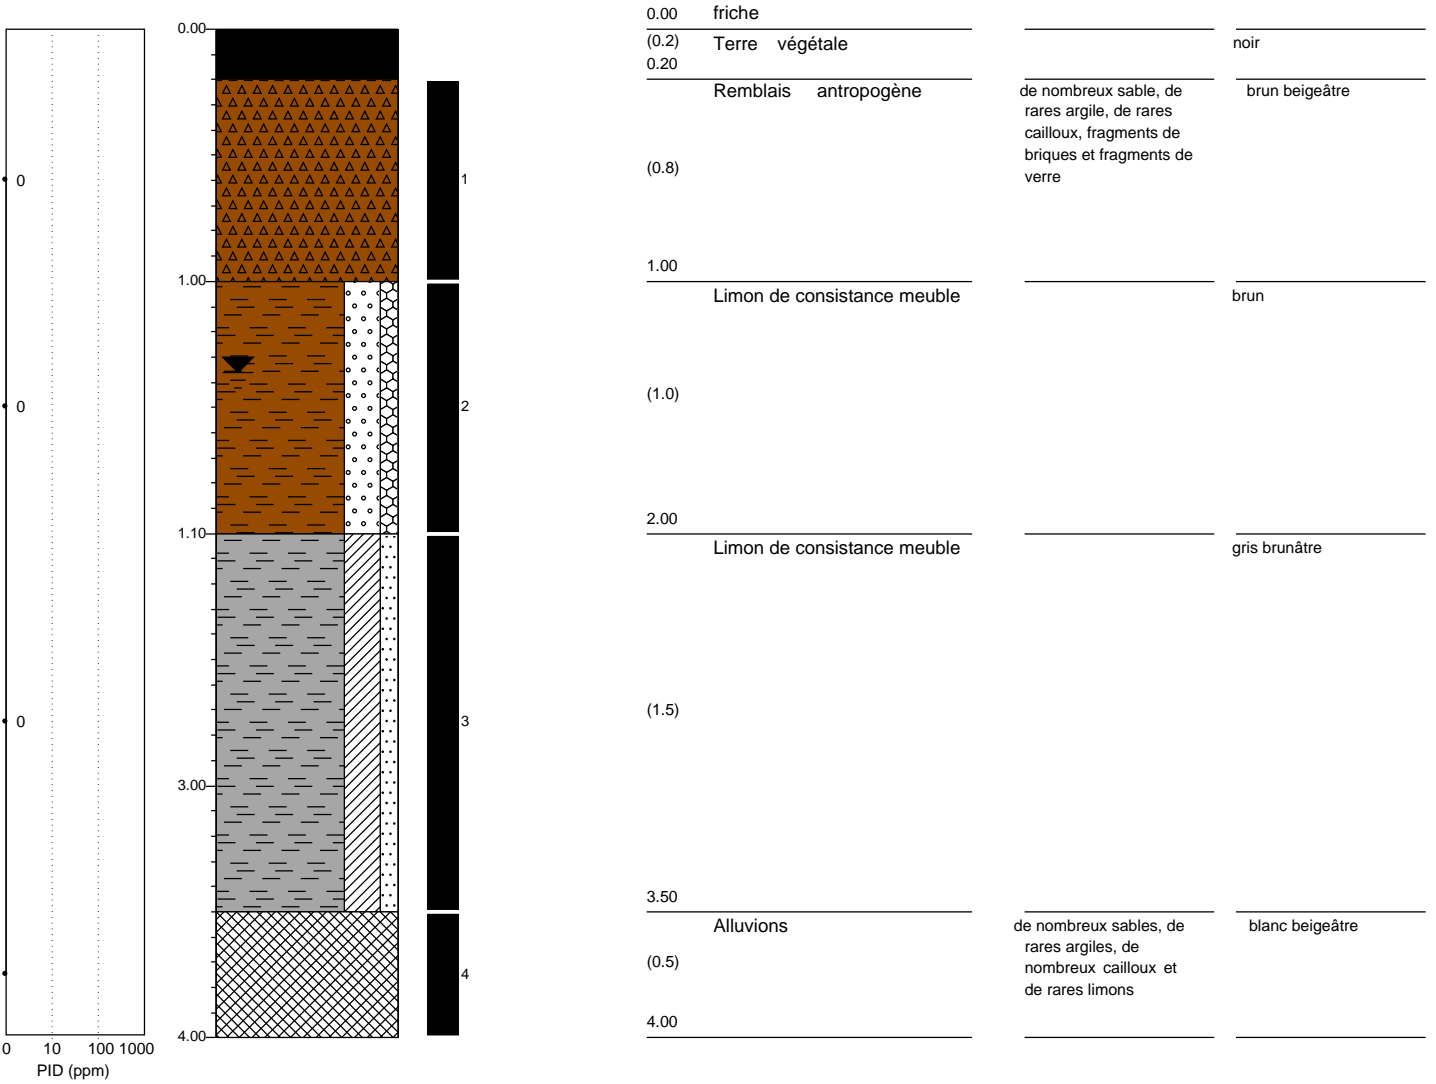 0.00 friche
0.00
(0.2) Terre végétale noir
0.20
Remblais antropogène de nombreux sable, de brun beigeâtre
rares argile, de rares
cailloux, fragments de
briques et fragments de
verre
(0.8)
0 1
1.00
1.00
Limon de consistance meuble brun
(1.0)
0 2
2.00
1.10
Limon de consistance meuble gris brunâtre
(1.5)
0 3
3.00
3.50
Alluvions de nombreux sables, de blanc beigeâtre
rares argiles, de
nombreux cailloux et
de rares limons
(0.5)
4
4.00
4.00
0 10 100 1000
PID (ppm)